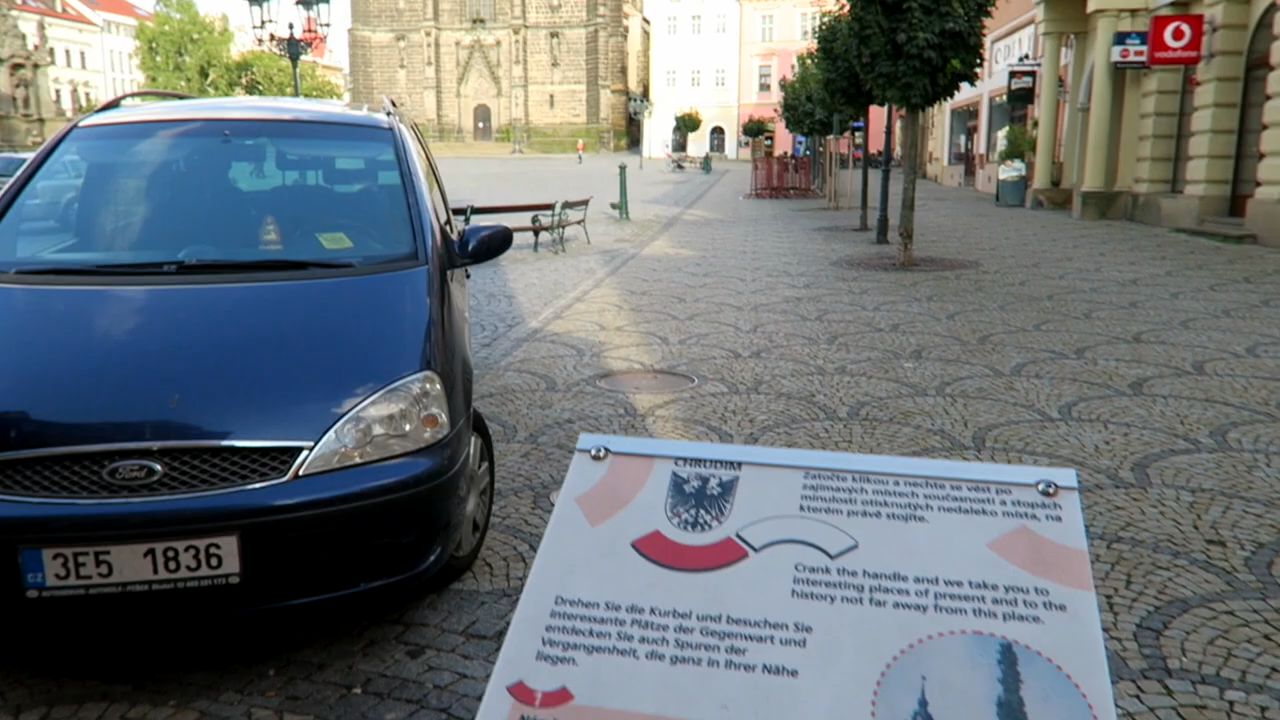 vodafone
Ford
CZ 3E5 1836
CHRUDIM
Zatočte klikou a nechte se vést po
zajímavých místech současnosti a stopách
minulosti otisknutých nedaleko místa, na
kterém právě stojíte.
Crank the handle and we take you to
interesting places of present and to the
history not far away from this place.
Drehen Sie die Kurbel und besuchen Sie
interessante Plätze der Gegenwart und
entdecken Sie auch Spuren der
Vergangenheit, die ganz in Ihrer Nähe
liegen.